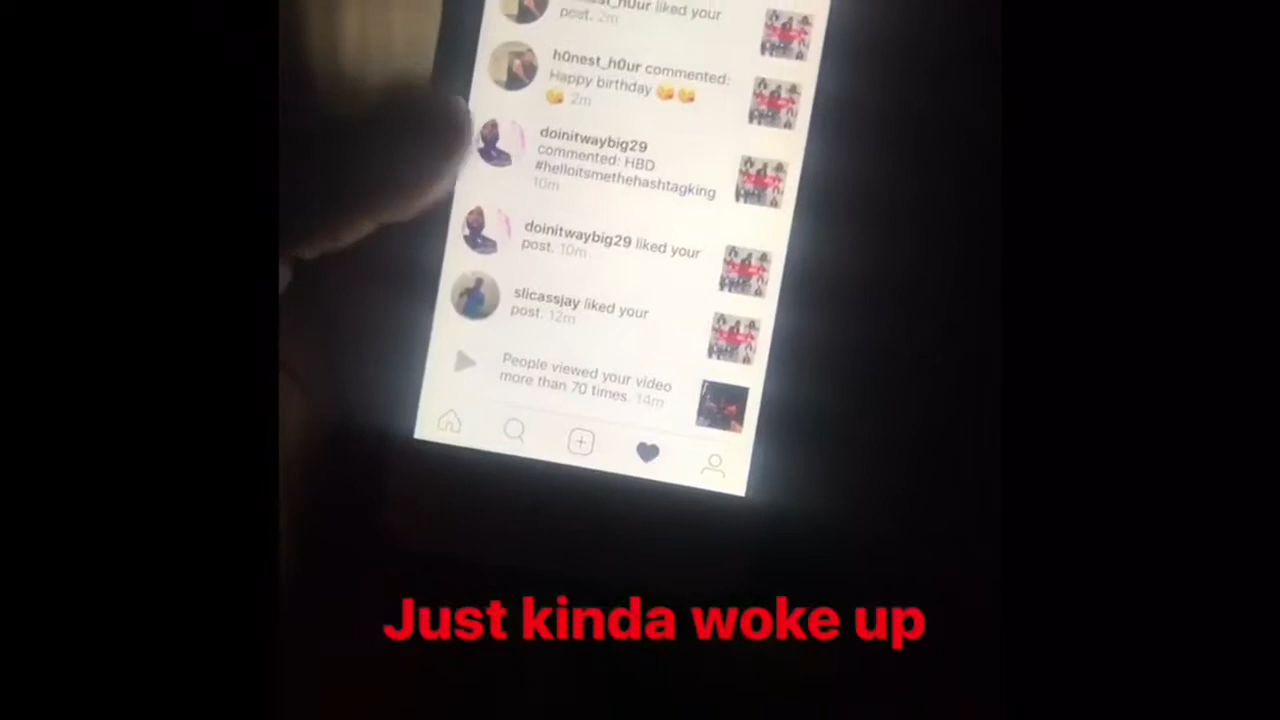 liked your
post. 2m
h0nest_h0ur commented:
Happy birthday 😘😘
😘 2m
doinitwaybig29
commented: HBD
#helloitsmethehashtagking
10m
doinitwaybig29 liked your
post. 10m
slicassjay liked your
post. 12m
People viewed your video
more than 70 times. 14m
Just kinda woke up